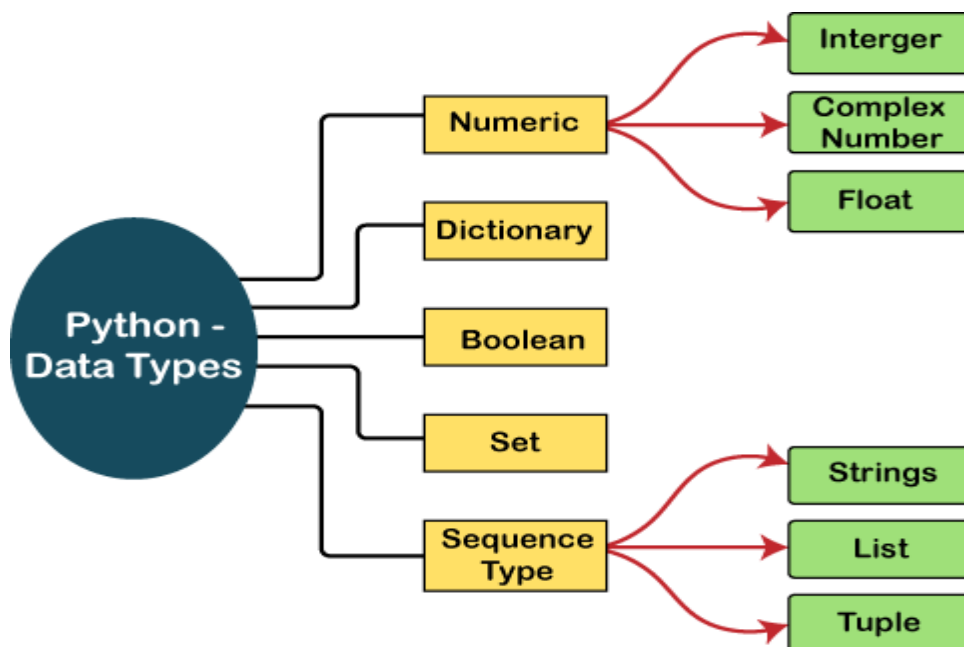 Python -
Data Types
Numeric
Dictionary
Boolean
Set
Sequence
Type
Interger
Complex
Number
Float
Strings
List
Tuple